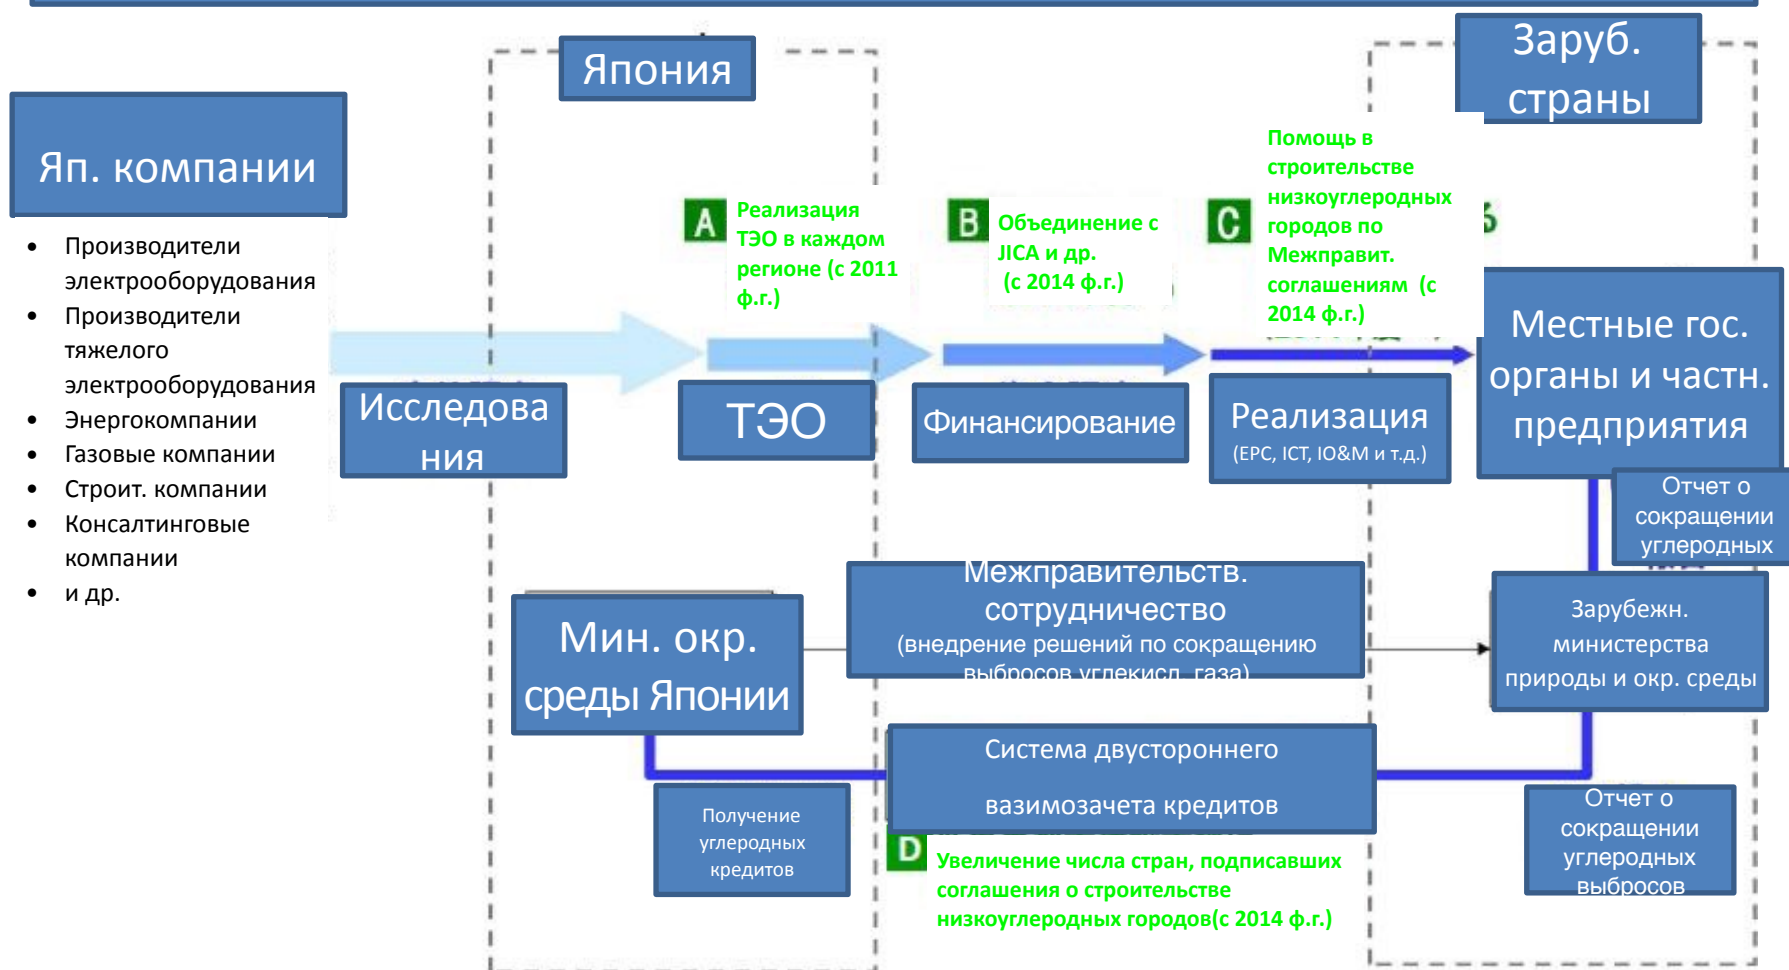 Япония
Заруб.
страны
Яп. компании
• Производители
электрооборудования
• Производители
тяжелого
электрооборудования
• Энергокомпании
• Газовые компании
• Строит. компании
• Консалтинговые
компании
• и др.
A
Реализация
ТЭО в каждом
регионе (с 2011
ф.г.)
B
Объединение с
JICA и др.
(с 2014 ф.г.)
C
Помощь в
строительстве
низкоуглеродных
городов по
Межправит.
соглашениям (с
2014 ф.г.)
Исследова
ния
ТЭО
Финансирование
Реализация
(EPC, ICT, IO&M и т.д.)
Местные гос.
органы и частн.
предприятия
Отчет о
сокращении
углеродных
Мин. окр.
среды Японии
Межправительств.
сотрудничество
(внедрение решений по сокращению
выбросов углекисл. газа)
Зарубежн.
министерства
природы и окр. среды
Система двустороннего
вазимозачета кредитов
Получение
углеродных
кредитов
D
Увеличение числа стран, подписавших
соглашения о строительстве
низкоуглеродных городов(с 2014 ф.г.)
Отчет о
сокращении
углеродных
выбросов